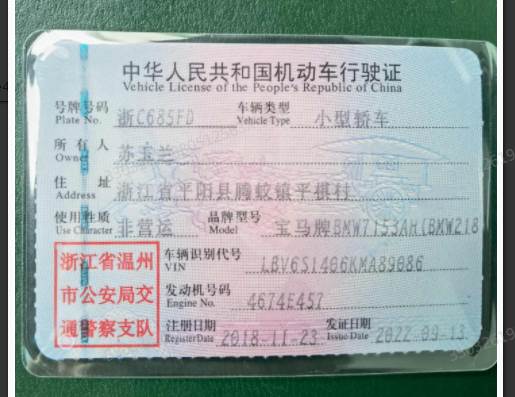 中华人民共和国机动车行驶证
Vehicle License of the People's Republic of China
号牌号码 浙C685FD 车辆类型 小型轿车
Plate No. Vehicle Type
所有人 苏玉兰
Owner
住址 浙江省平阳县腾蛟镇平棋村
Address
使用性质 非营运 品牌型号 宝马牌BMW7153AH(BMW218
Use Character Model
浙江省温州
市公安局交
通警察支队
车辆识别代号 LBV6S1406KMA89086
VIN
发动机号码 4674E457
Engine No.
注册日期 2018-11-23 发证日期 2022-09-13
Register Date Issue Date